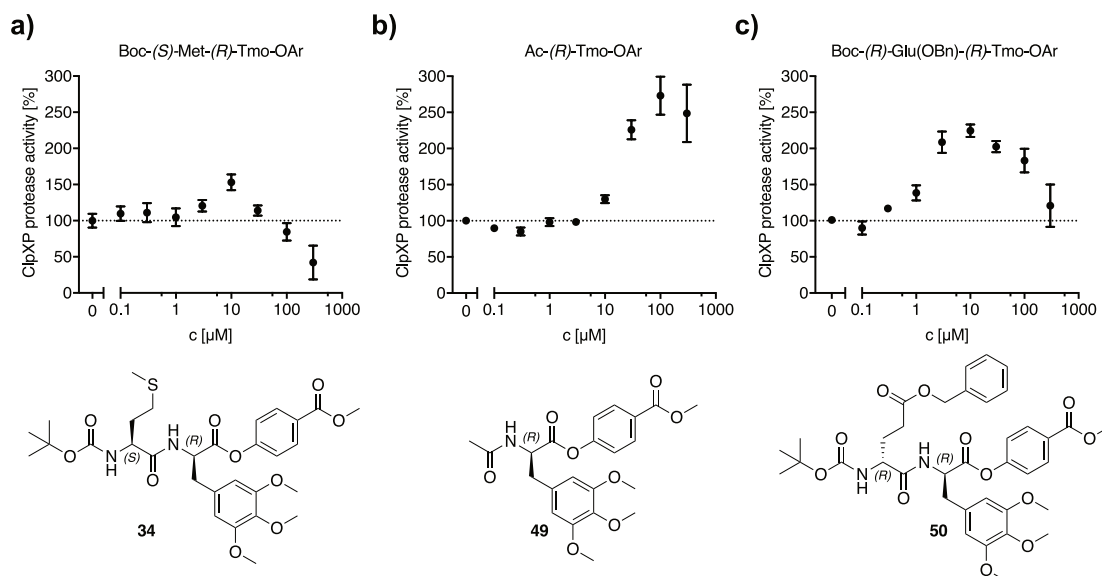 a)
Boc-(S)-Met-(R)-Tmo-OAr
300
250
200
150
100
50
0
ClpXP protease activity [%]
0
0.1
1
10
100
1000
c [µM]
b)
Ac-(R)-Tmo-OAr
300
250
200
150
100
50
0
ClpXP protease activity [%]
0
0.1
1
10
100
1000
c [µM]
c)
Boc-(R)-Glu(OBn)-(R)-Tmo-OAr
300
250
200
150
100
50
0
ClpXP protease activity [%]
0
0.1
1
10
100
1000
c [µM]
S
O
O
O
N
H
(S)
O
H
N
(R)
O
O
O
O
O
O
O
34
H
N
O
(R)
O
O
O
O
O
O
O
49
O
O
O
O
N
H
(R)
O
H
N
(R)
O
O
O
O
O
O
O
50